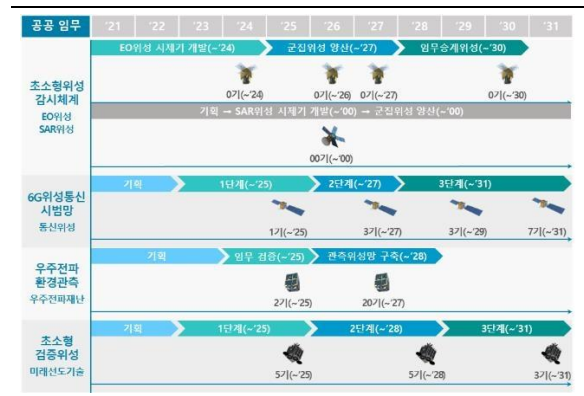 공공 임무 '21 '22 '23 '24 '25 '26 '27 '28 '29 '30 '31
초소형위성
감시체계
EO위성
SAR위성
EO위성 시제기 개발(~'24) 군집위성 양산(~'27) 임무승계위성(~'30)
0기(~'24) 0기(~'26) 0기(~'27) 0기(~'30)
기획 → SAR위성 시제기 개발(~'00) → 군집위성 양산(~'00)
00기(~'00)
6G위성통신
시범망
통신위성
기획 1단계(~'25) 2단계(~'27) 3단계(~'31)
1기(~'25) 3기(~'27) 3기(~'29) 7기(~'31)
우주전파
환경관측
우주전파재난
기획 임무 검증(~'25) 관측위성망 구축(~'28)
2기(~'25) 20기(~'27)
초소형
검증위성
미래선도기술
기획 1단계(~'25) 2단계(~'28) 3단계(~'31)
5기(~'25) 5기(~'28) 3기(~'31)